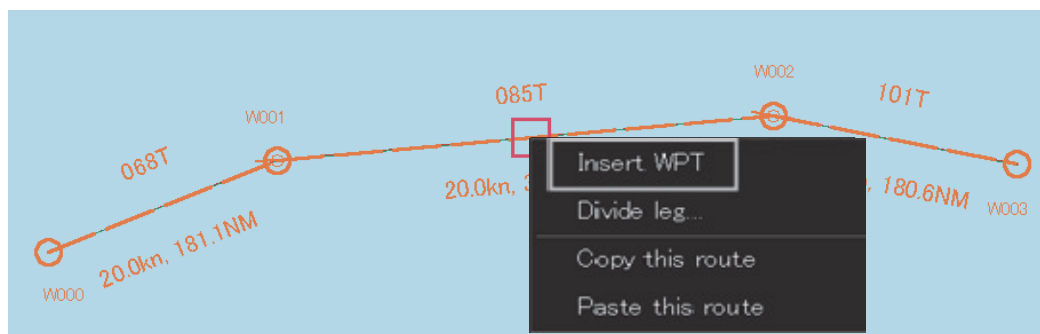 W002
085T
101T
W001
068T
Insert WPT
20.0kn,
180.6NM
W003
Divide leg...
20.0kn, 181.1NM
Copy this route
W000
Paste this route